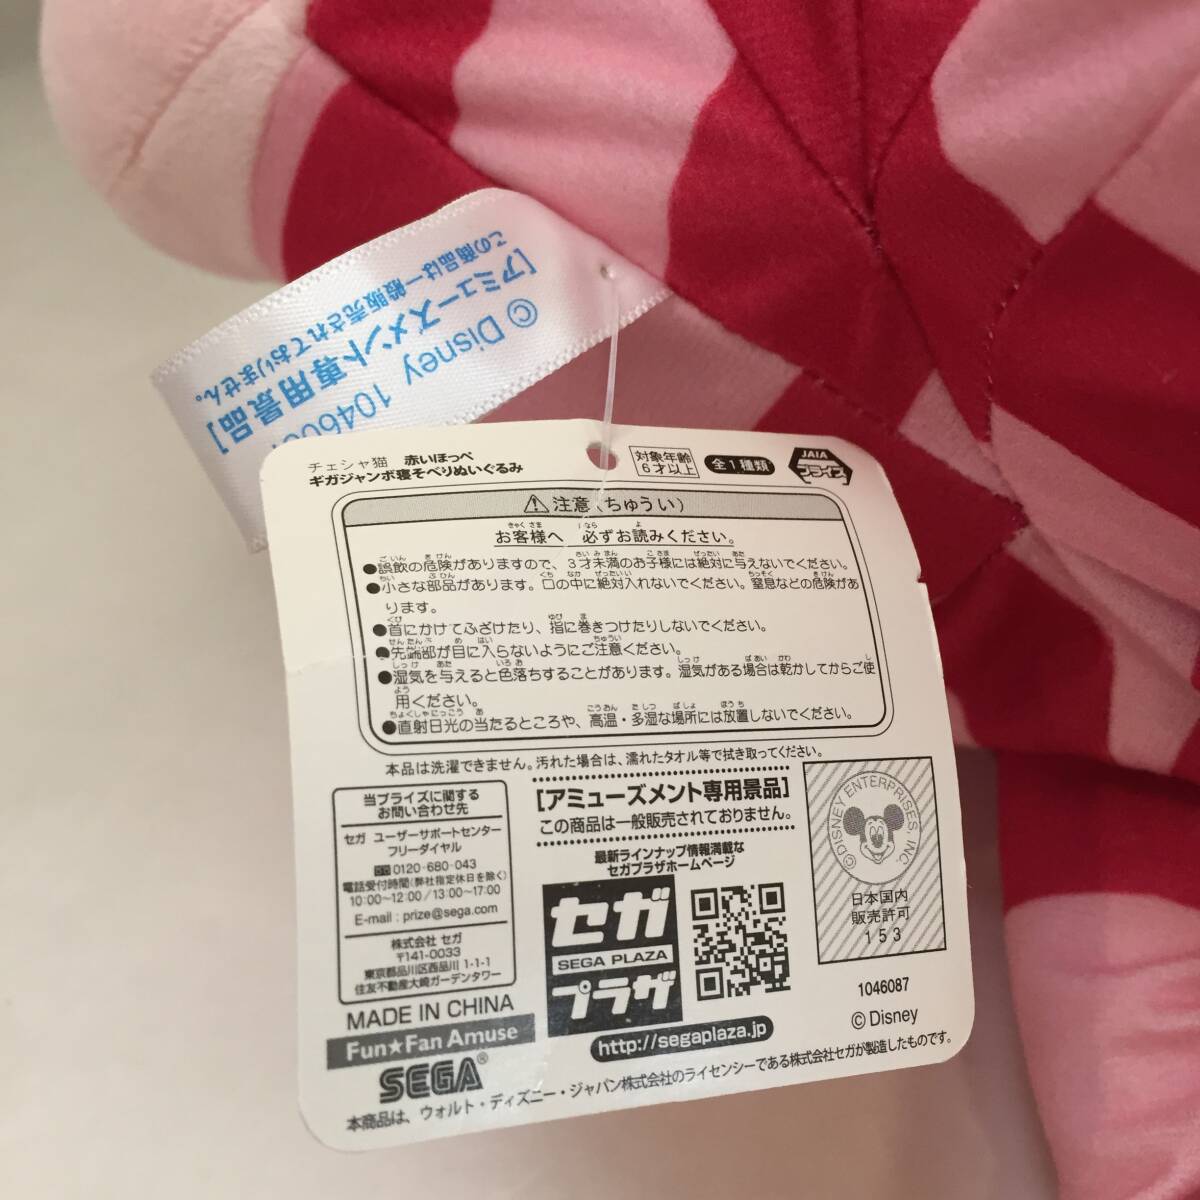 © Disney 104608
[アミューズメント専用景品]
この商品は一般販売されておりません。
チェシャ猫 赤いほっぺ
ギガジャンボ寝そべりぬいぐるみ
対象年齢
6才以上
全1種類
JAIA
プライズ
注意(ちゅうい)
お客様へ 必ずお読みください。
●誤飲の危険がありますので、3才未満のお子様には絶対に与えないでください。
●小さな部品があります。口の中に絶対入れないでください。窒息などの危険があ
ります。
●首にかけてふざけたり、指に巻きつけたりしないでください。
●先端部が目に入らないようにご注意ください。
●湿気を与えると色落ちすることがあります。湿気がある場合は乾かしてからご使
用ください。
●直射日光の当たるところや、高温・多湿な場所には放置しないでください。
本品は洗濯できません。汚れた場合は、濡れたタオル等で拭き取ってください。
当プライズに関する
お問い合わせ先
セガ ユーザーサポートセンター
フリーダイヤル
0120-680-043
電話受付時間(弊社指定休日を除く)
10:00～12:00/13:00～17:00
E-mail : prize@sega.com
株式会社 セガ
〒141-0033
東京都品川区西品川 1-1-1
住友不動産大崎ガーデンタワー
MADE IN CHINA
Fun★Fan Amuse
SEGA®
[アミューズメント専用景品]
この商品は一般販売されておりません。
最新ラインナップ情報満載な
セガプラザホームページ
セガ
SEGA PLAZA
プラザ
http://segaplaza.jp
©DISNEY ENTERPRISES, INC.
日本国内
販売許可
153
1046087
© Disney
本商品は、ウォルト・ディズニー・ジャパン株式会社のライセンシーである株式会社セガが製造したものです。